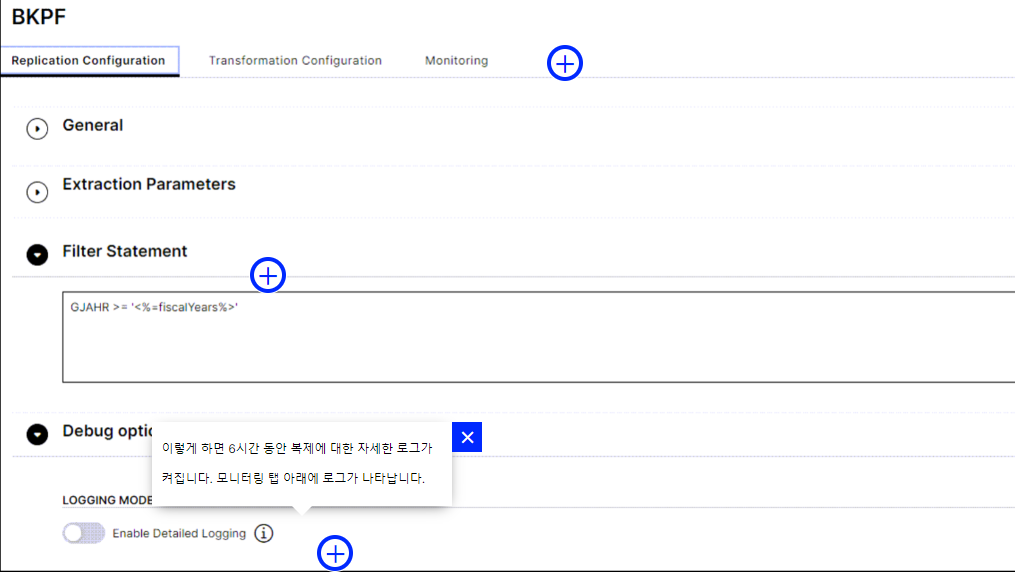 BKPF
Replication Configuration
Transformation Configuration
Monitoring
General
Extraction Parameters
Filter Statement
GJAHR >= '<%=fiscalYears%>'
Debug optic
이렇게 하면 6시간 동안 복제에 대한 자세한 로그가
켜집니다. 모니터링 탭 아래에 로그가 나타납니다.
LOGGING MODE
Enable Detailed Logging